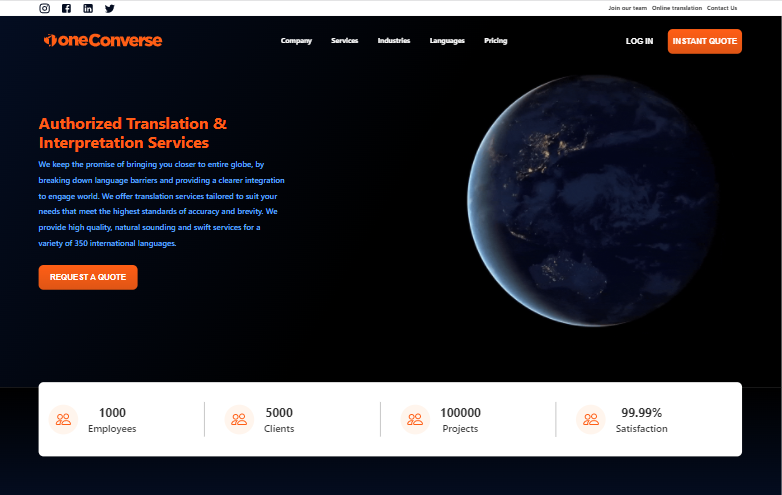 Join our team Online translation Contact Us
oneConverse
Company Services Industries Languages Pricing
LOG IN
INSTANT QUOTE
Authorized Translation &
Interpretation Services
We keep the promise of bringing you closer to entire globe, by
breaking down language barriers and providing a clearer integration
to engage world. We offer translation services tailored to suit your
needs that meet the highest standards of accuracy and brevity. We
provide high quality, natural sounding and swift services for a
variety of 350 international languages.
REQUEST A QUOTE
1000
Employees
5000
Clients
100000
Projects
99.99%
Satisfaction